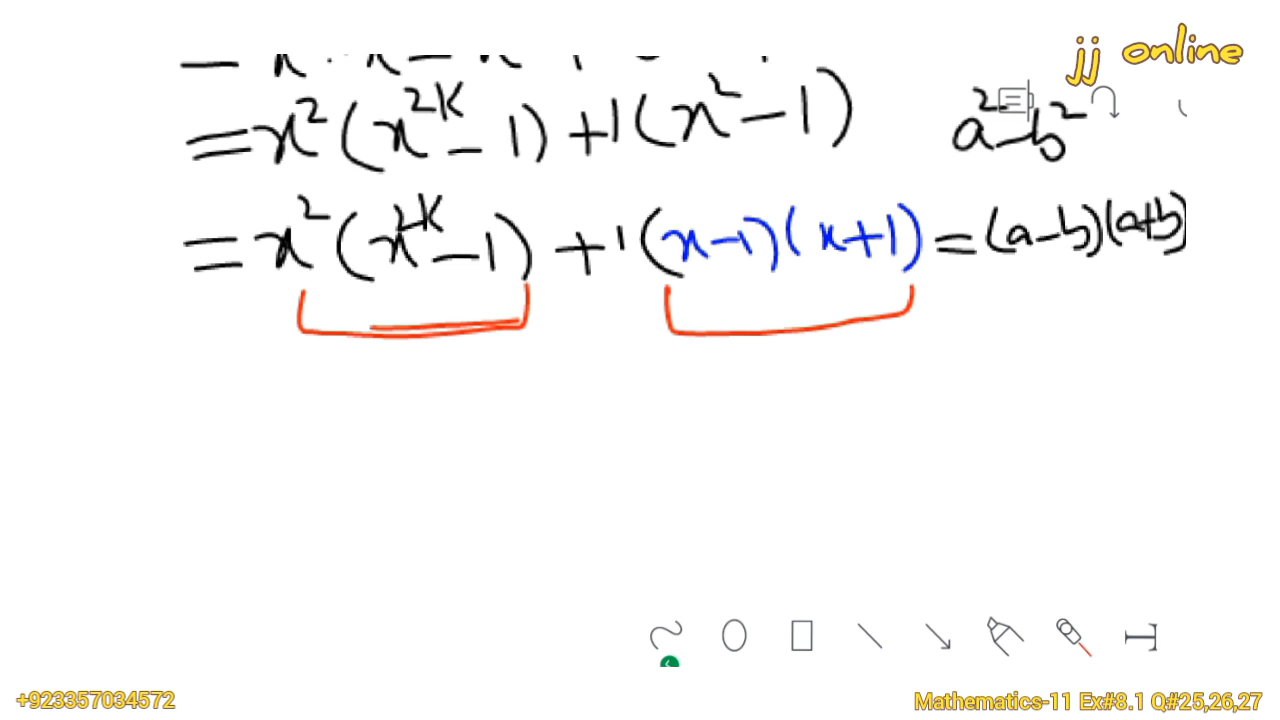 jj online
= x²(x²ᴷ − 1) + 1(x² − 1) a² − b²
= x²(x²ᴷ − 1) + 1(x − 1)(x + 1) = (a − b)(a + b)
+923357034572 Mathematics-11 Ex#8.1 Q#25,26,27